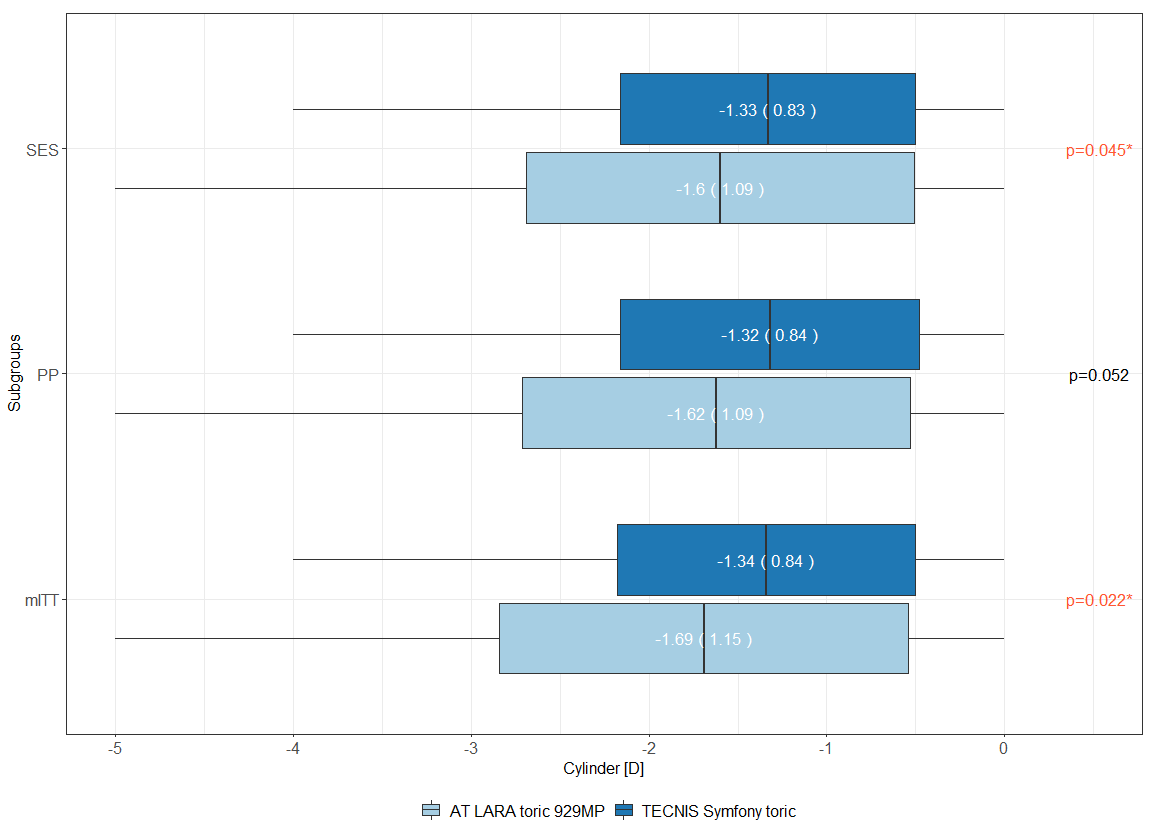 -1.33 ( 0.83 )
SES
p=0.045*
-1.6 ( 1.09 )
-1.32 ( 0.84 )
Subgroups
PP
p=0.052
-1.62 ( 1.09 )
-1.34 ( 0.84 )
mITT
p=0.022*
-1.69 ( 1.15 )
-5 -4 -3 -2 -1 0
Cylinder [D]
AT LARA toric 929MP TECNIS Symfony toric